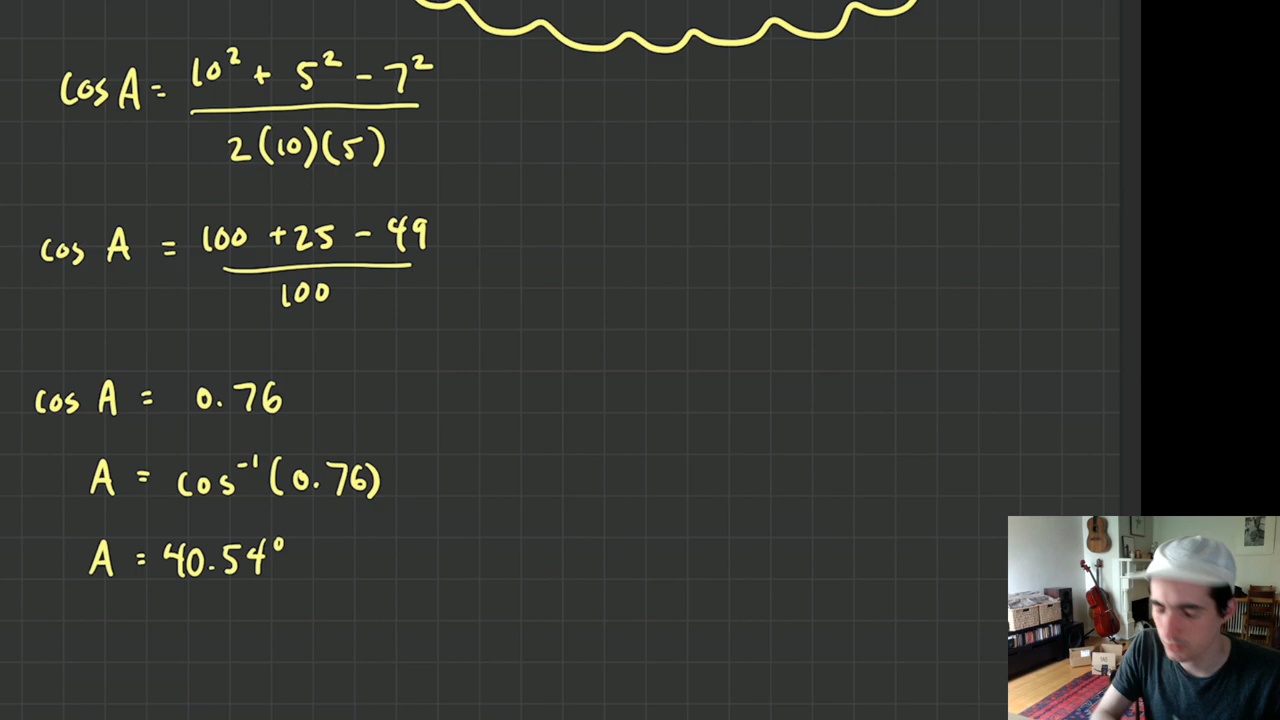 cos A = 10² + 5² - 7²
2(10)(5)
cos A = 100 + 25 - 49
100
cos A = 0.76
A = cos⁻¹(0.76)
A = 40.54°